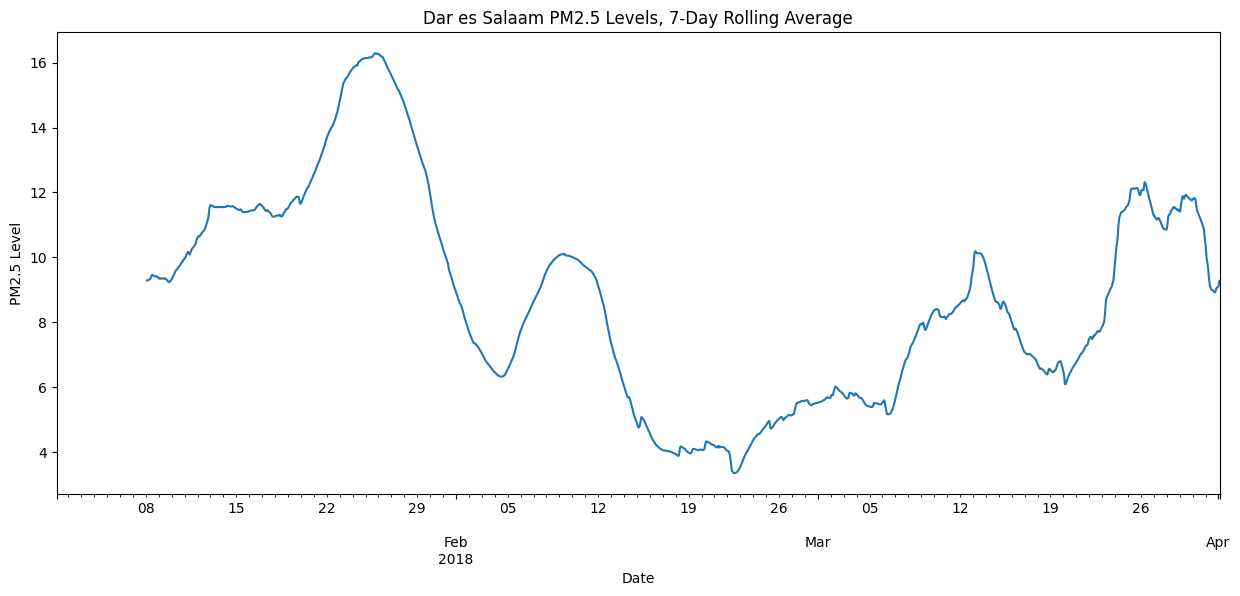 Dar es Salaam PM2.5 Levels, 7-Day Rolling Average
PM2.5 Level
16
14
12
10
8
6
4
08 15 22 29 05 12 19 26 05 12 19 26
Feb Mar Apr
2018
Date